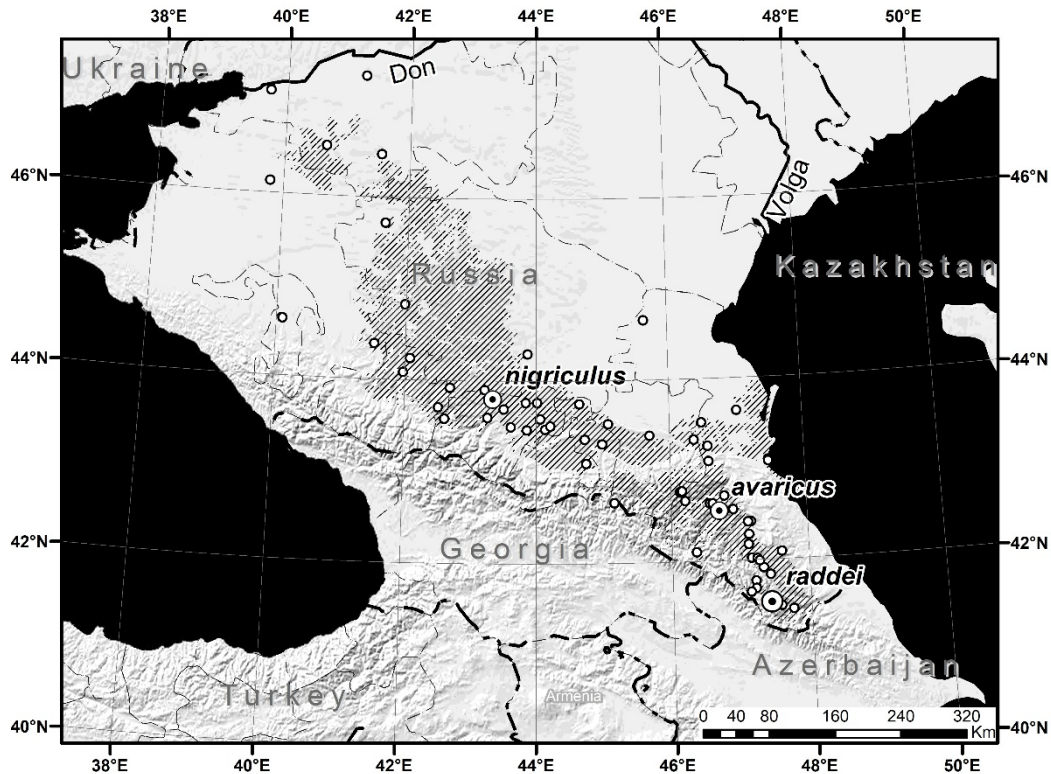 38°E 40°E 42°E 44°E 46°E 48°E 50°E
Ukraine
Don
46°N 46°N
Volga
Kazakhstan
Russia
44°N 44°N
nigriculus
avaricus
42°N 42°N
Georgia
raddei
Azerbaijan
Turkey
Armenia
0 40 80 160 240 320
Km
40°N 40°N
38°E 40°E 42°E 44°E 46°E 48°E